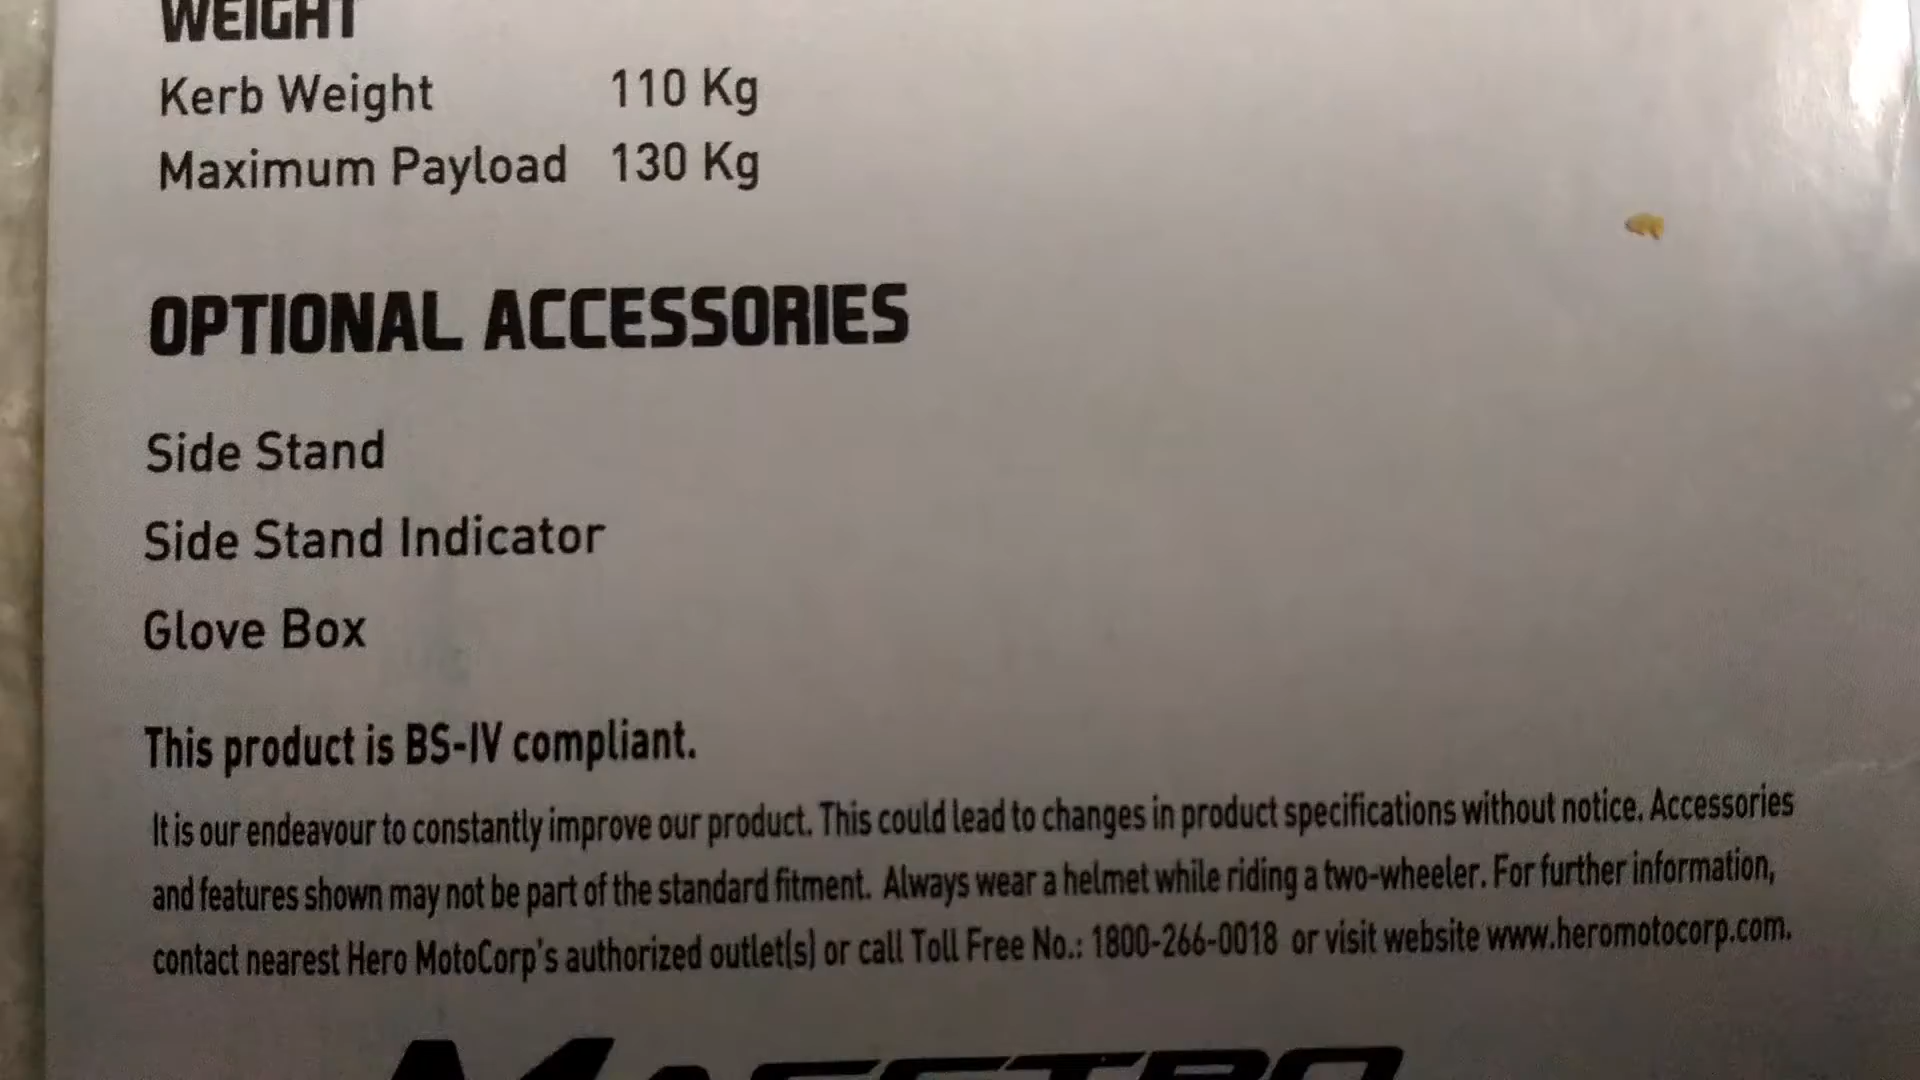 WEIGHT
Kerb Weight 110 Kg
Maximum Payload 130 Kg
OPTIONAL ACCESSORIES
Side Stand
Side Stand Indicator
Glove Box
This product is BS-IV compliant.
It is our endeavour to constantly improve our product. This could lead to changes in product specifications without notice. Accessories
and features shown may not be part of the standard fitment. Always wear a helmet while riding a two-wheeler. For further information,
contact nearest Hero MotoCorp's authorized outlet(s) or call Toll Free No.: 1800-266-0018 or visit website www.heromotocorp.com.
MAESTRO